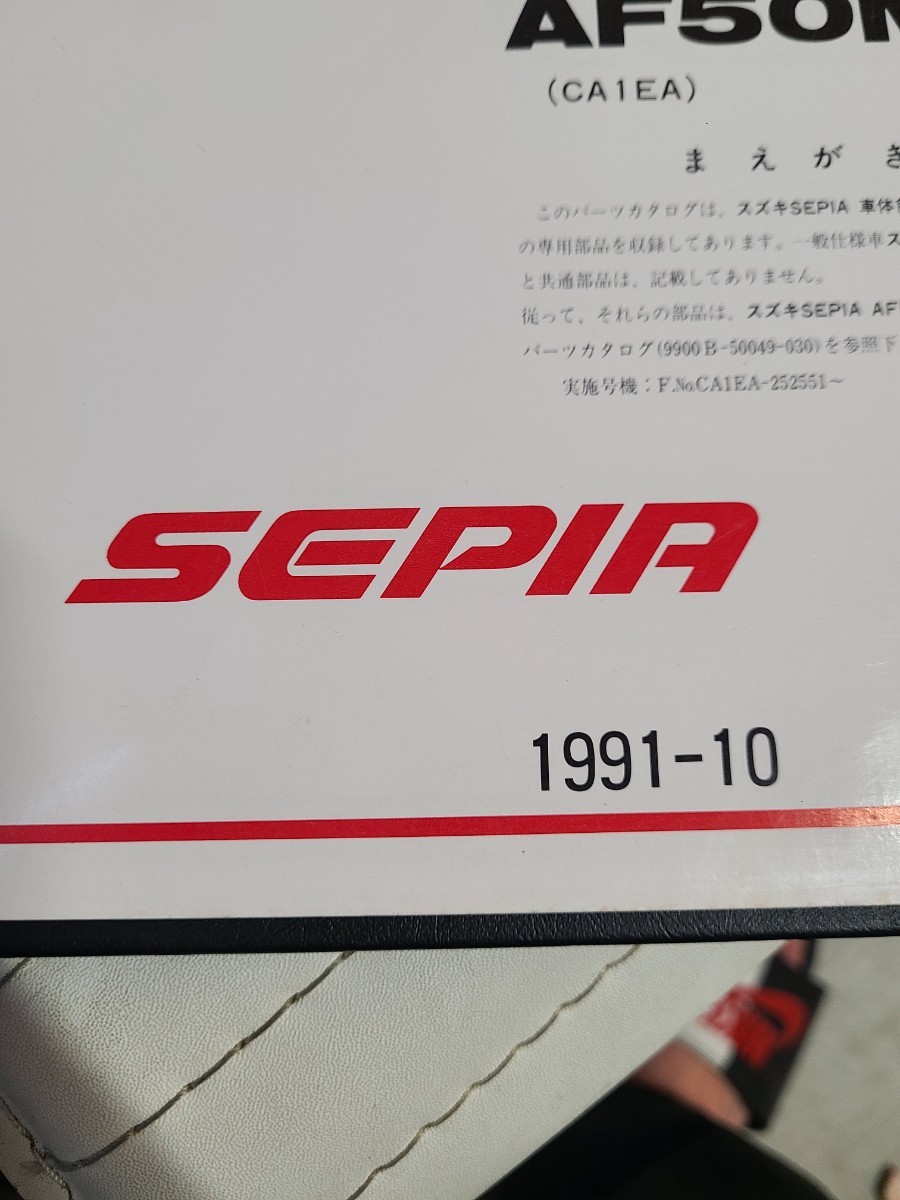 AF50M
(CA1EA)
まえがき
このパーツカタログは、スズキSEPIA 車体
の専用部品を収録してあります。一般仕様車ス
と共通部品は、記載してありません。
従って、それらの部品は、スズキSEPIA AF
パーツカタログ(9900B-50049-030)を参照下
実施号機：F.No.CA1EA-252551～
SEPIA
1991-10